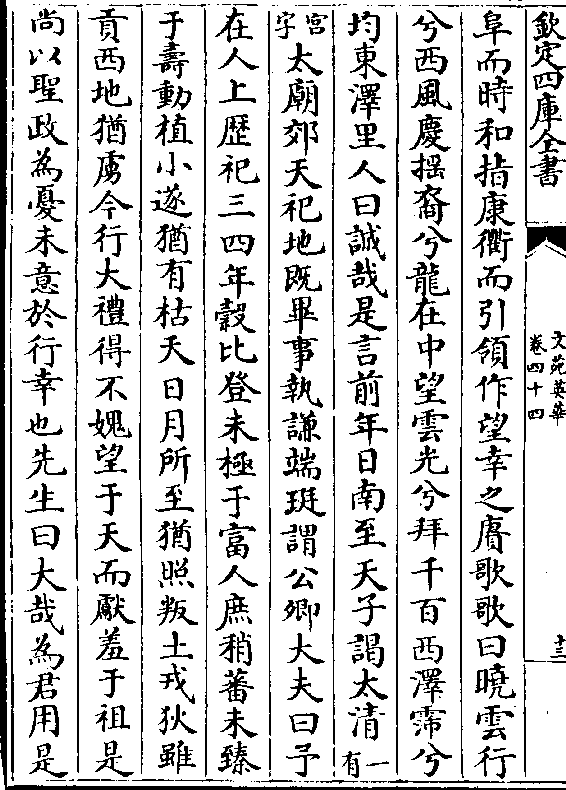 欽定四庫全書
文苑英華
卷四十四
十三
阜而時和指康衢而引領作望幸之賡歌歌曰曉雲行
兮西風慶揺裔兮龍在中望雲光兮拜千百西澤霈兮
均東澤里人曰誠哉是言前年日南至天子謁太清一有
宫字太廟郊天祀地既畢事執謙端珽謂公卿大夫曰予
在人上歴祀三四年糓比登未極于富人庶稍蕃未臻
于壽動植小遂猶有枯夭日月所至猶照叛土戎狄雖
貢西地猶虜今行大禮得不媿望于天而獻羞于祖是
尚以聖政為憂未意於行幸也先生曰大哉為君用是